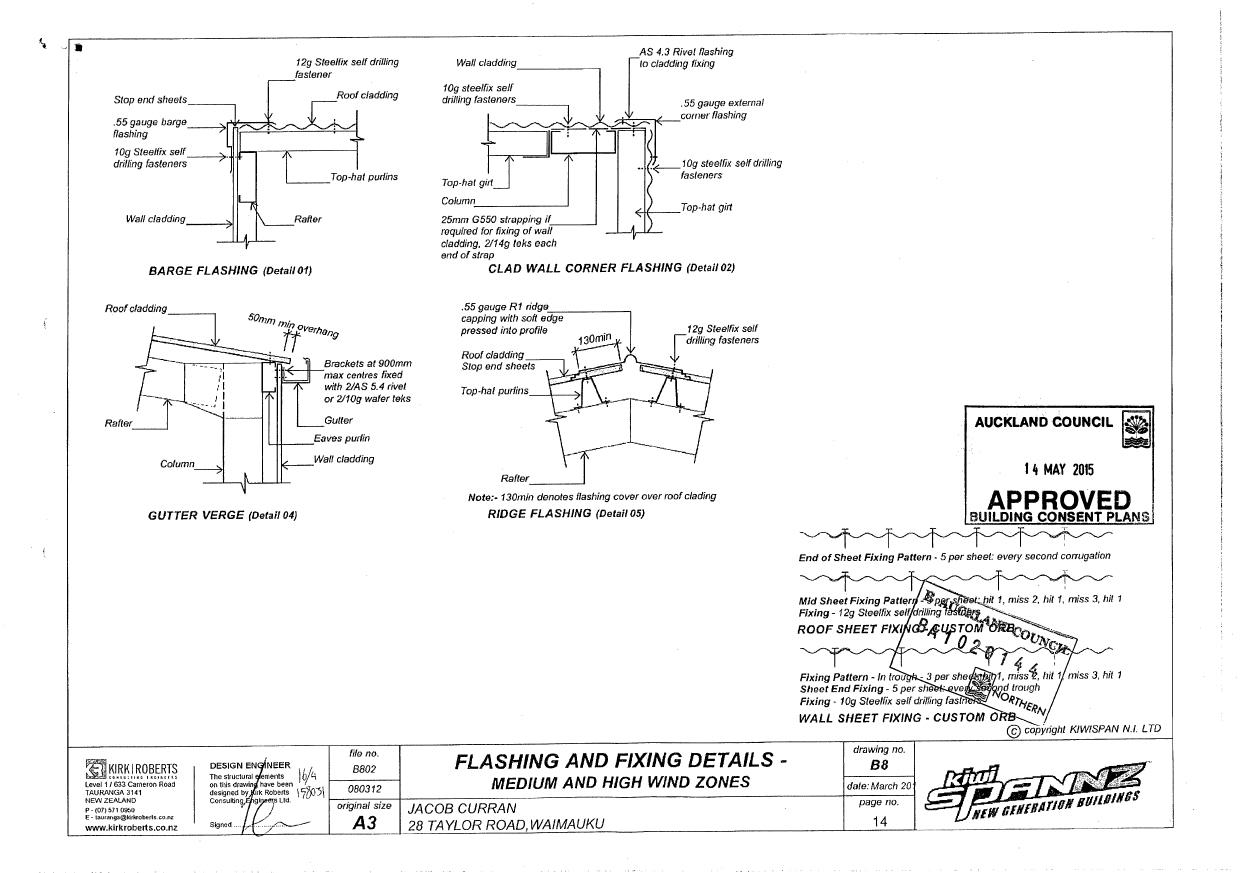 12g Steelfix self drilling
fastener
Stop end sheets
Roof cladding
.55 gauge barge
flashing
10g Steelfix self
drilling fasteners
Top-hat purlins
Wall cladding
Rafter
BARGE FLASHING (Detail 01)
AS 4.3 Rivet flashing
to cladding fixing
Wall cladding
10g steelfix self
drilling fasteners
.55 gauge external
corner flashing
10g steelfix self drilling
fasteners
Top-hat girt
Column
Top-hat girt
25mm G550 strapping if
required for fixing of wall
cladding, 2/14g teks each
end of strap
CLAD WALL CORNER FLASHING (Detail 02)
Roof cladding
50mm min overhang
Brackets at 900mm
max centres fixed
with 2/AS 5.4 rivet
or 2/10g wafer teks
Rafter
Gutter
Eaves purlin
Column
Wall cladding
GUTTER VERGE (Detail 04)
.55 gauge R1 ridge
capping with soft edge
pressed into profile
130min
12g Steelfix self
drilling fasteners
Roof cladding
Stop end sheets
Top-hat purlins
Rafter
Note:- 130min denotes flashing cover over roof clading
RIDGE FLASHING (Detail 05)
AUCKLAND COUNCIL
14 MAY 2015
APPROVED
BUILDING CONSENT PLANS
End of Sheet Fixing Pattern - 5 per sheet: every second corrugation
Mid Sheet Fixing Pattern - per sheet: hit 1, miss 2, hit 1, miss 3, hit 1
Fixing - 12g Steelfix self drilling fastners
ROOF SHEET FIXING - CUSTOM ORB
AUCKLAND COUNCIL
BA1020144
NORTHERN
Fixing Pattern - In trough - 3 per sheet: hit 1, miss 2, hit 1, miss 3, hit 1
Sheet End Fixing - 5 per sheet: every second trough
Fixing - 10g Steelfix self drilling fastners
WALL SHEET FIXING - CUSTOM ORB
© copyright KIWISPAN N.I. LTD
KIRK ROBERTS
CONSULTING ENGINEERS
Level 1 / 633 Cameron Road
TAURANGA 3141
NEW ZEALAND
P - (07) 571 0950
E - tauranga@kirkroberts.co.nz
www.kirkroberts.co.nz
DESIGN ENGINEER
The structural elements
on this drawing have been
designed by Kirk Roberts
Consulting Engineers Ltd.
16/4
Signed
file no.
B802
080312
original size
A3
FLASHING AND FIXING DETAILS -
MEDIUM AND HIGH WIND ZONES
JACOB CURRAN
28 TAYLOR ROAD, WAIMAUKU
drawing no.
B8
date: March 201
page no.
14
Kiwi
SPANNZ
NEW GENERATION BUILDINGS